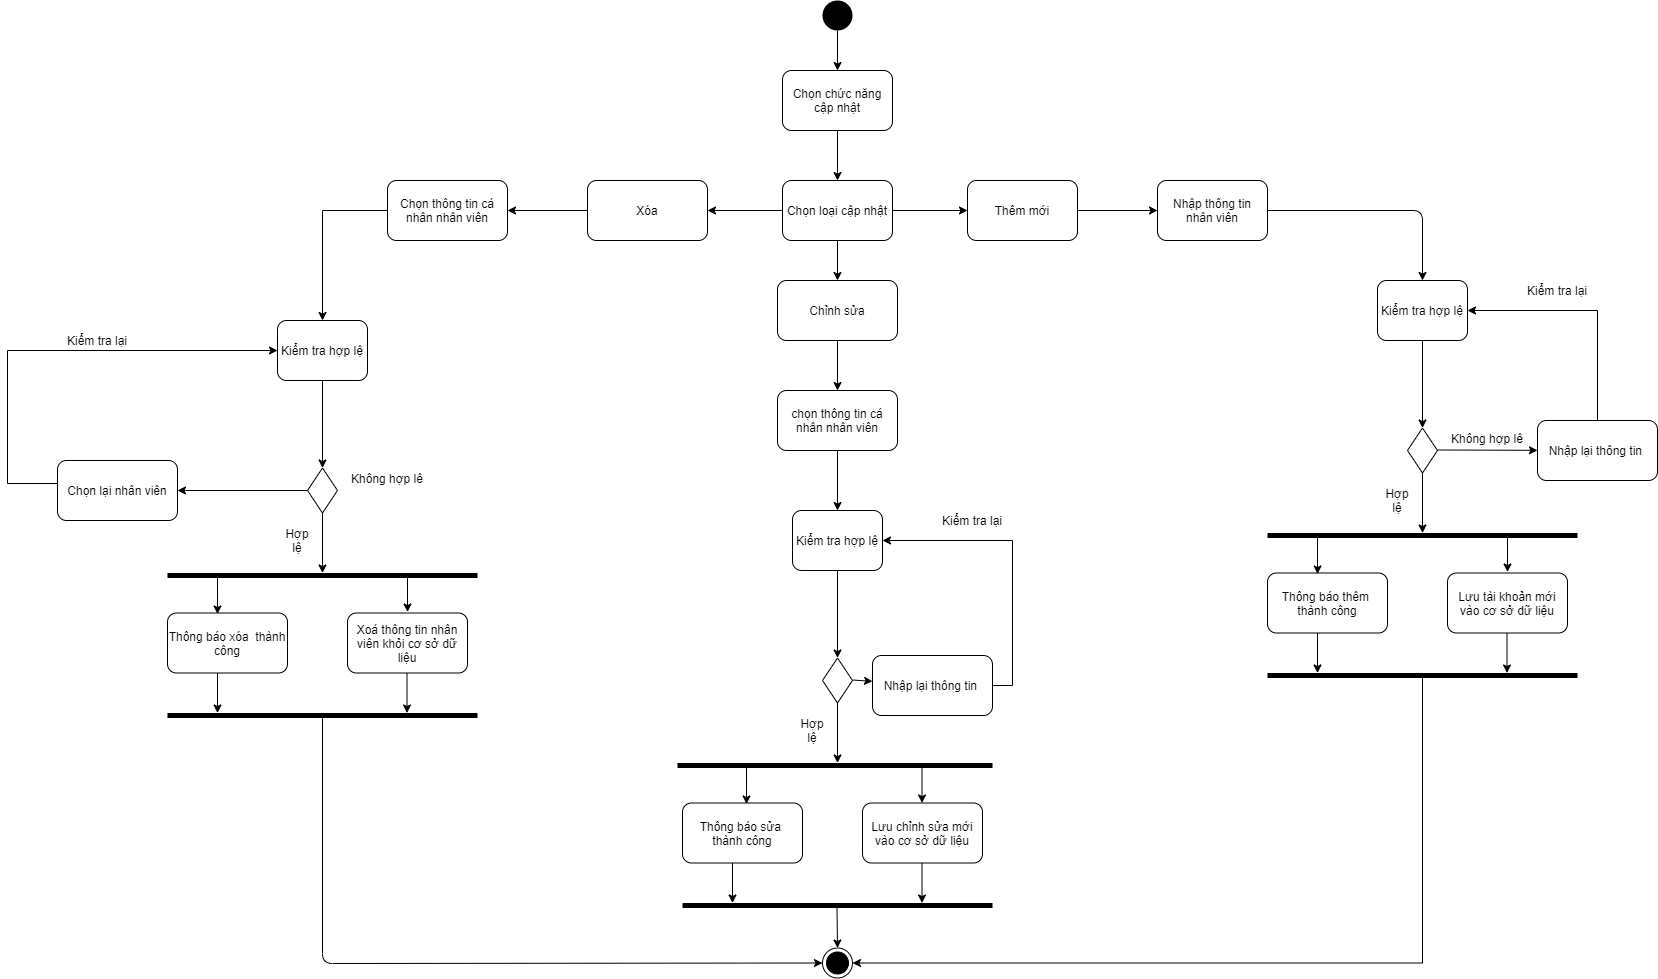 Chọn chức năng
cập nhật
Chọn thông tin cá
nhân nhân viên
Xóa
Chọn loại cập nhật
Thêm mới
Nhập thông tin
nhân viên
Chỉnh sửa
Kiểm tra hợp lệ
Kiểm tra lại
Kiểm tra lại
Kiểm tra hợp lệ
chọn thông tin cá
nhân nhân viên
Không hợp lê
Nhập lại thông tin
Không hợp lê
Chọn lại nhân viên
Hợp
lệ
Hợp
lệ
Kiểm tra lại
Kiểm tra hợp lệ
Thông báo thêm
thành công
Lưu tài khoản mới
vào cơ sở dữ liệu
Thông báo xóa  thành
công
Xoá thông tin nhân
viên khỏi cơ sở dữ
liệu
Nhập lại thông tin
Hợp
lệ
Thông báo sửa
thành công
Lưu chỉnh sửa mới
vào cơ sở dữ liệu